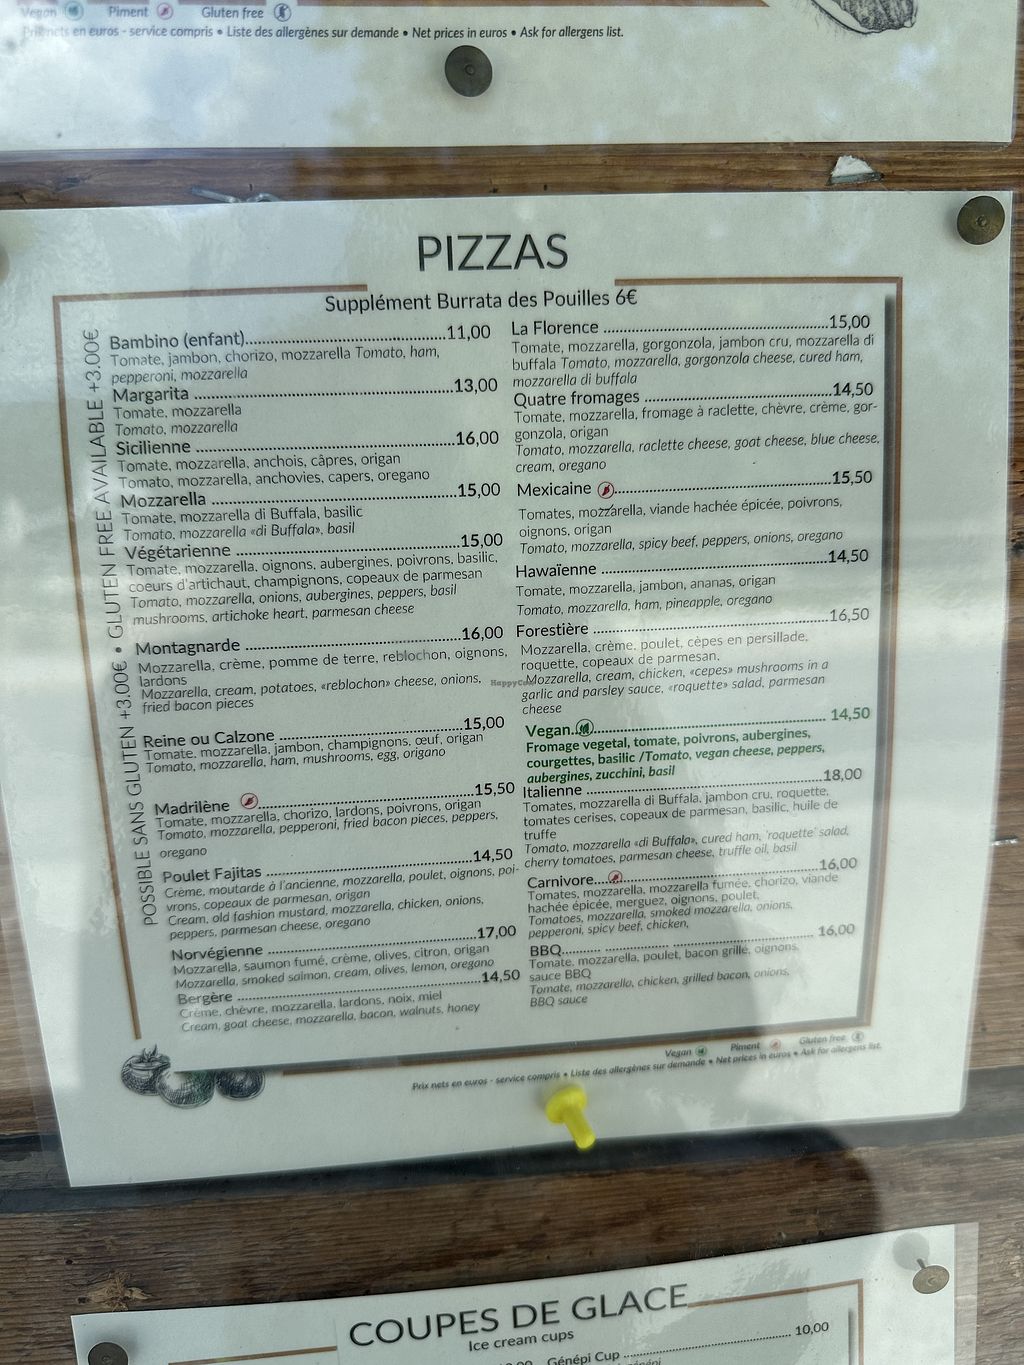 Vegan Piment Gluten free
Prix nets en euros - service compris • Liste des allergènes sur demande • Net prices in euros • Ask for allergens list.
PIZZAS
Supplément Burrata des Pouilles 6€
POSSIBLE SANS GLUTEN +3.00€ • GLUTEN FREE AVAILABLE +3.00€
Bambino (enfant)..........11,00
Tomate, jambon, chorizo, mozzarella Tomato, ham,
pepperoni, mozzarella
Margarita ..........13,00
Tomate, mozzarella
Tomato, mozzarella
Sicilienne ..........16,00
Tomate, mozzarella, anchois, câpres, origan
Tomato, mozzarella, anchovies, capers, oregano
Mozzarella ..........15,00
Tomate, mozzarella di Buffala, basilic
Tomato, mozzarella «di Buffala», basil
Végétarienne ..........15,00
Tomate, mozzarella, oignons, aubergines, poivrons, basilic,
coeurs d'artichaut, champignons, copeaux de parmesan
Tomato, mozzarella, onions, aubergines, peppers, basil
mushrooms, artichoke heart, parmesan cheese
Montagnarde ..........16,00
Mozzarella, crème, pomme de terre, reblochon, oignons,
lardons
Mozzarella, cream, potatoes, «reblochon» cheese, onions,
fried bacon pieces
Reine ou Calzone ..........15,00
Tomate, mozzarella, jambon, champignons, œuf, origan
Tomato, mozzarella, ham, mushrooms, egg, origano
Madrilène ..........15,50
Tomate, mozzarella, chorizo, lardons, poivrons, origan
Tomato, mozzarella, pepperoni, fried bacon pieces, peppers,
oregano
Poulet Fajitas ..........14,50
Crème, moutarde à l'ancienne, mozzarella, poulet, oignons, poi-
vrons, copeaux de parmesan, origan
Cream, old fashion mustard, mozzarella, chicken, onions,
peppers, parmesan cheese, oregano
Norvégienne ..........17,00
Mozzarella, saumon fumé, crème, olives, citron, origan
Mozzarella, smoked salmon, cream, olives, lemon, oregano
Bergère ..........14,50
Crème, chèvre, mozzarella, lardons, noix, miel
Cream, goat cheese, mozzarella, bacon, walnuts, honey
La Florence ..........15,00
Tomate, mozzarella, gorgonzola, jambon cru, mozzarella di
buffala Tomato, mozzarella, gorgonzola cheese, cured ham,
mozzarella di buffala
Quatre fromages ..........14,50
Tomate, mozzarella, fromage à raclette, chèvre, crème, gor-
gonzola, origan
Tomato, mozzarella, raclette cheese, goat cheese, blue cheese,
cream, oregano
Mexicaine ..........15,50
Tomates, mozzarella, viande hachée épicée, poivrons,
oignons, origan
Tomato, mozzarella, spicy beef, peppers, onions, oregano
Hawaïenne ..........14,50
Tomate, mozzarella, jambon, ananas, origan
Tomato, mozzarella, ham, pineapple, oregano
Forestière ..........16,50
Mozzarella, crème, poulet, cèpes en persillade,
roquette, copeaux de parmesan,
Mozzarella, cream, chicken, «cepes» mushrooms in a
garlic and parsley sauce, «roquette» salad, parmesan
cheese
Vegan..........14,50
Fromage vegetal, tomate, poivrons, aubergines,
courgettes, basilic /Tomato, vegan cheese, peppers,
aubergines, zucchini, basil
Italienne ..........18,00
Tomates, mozzarella di Buffala, jambon cru, roquette,
tomates cerises, copeaux de parmesan, basilic, huile de
truffe
Tomato, mozzarella «di Buffala», cured ham, 'roquette' salad,
cherry tomatoes, parmesan cheese, truffle oil, basil
Carnivore..........16,00
Tomates, mozzarella, mozzarella fumée, chorizo, viande
hachée épicée, merguez, oignons, poulet,
Tomatoes, mozzarella, smoked mozzarella, onions,
pepperoni, spicy beef, chicken,
BBQ..........16,00
Tomate, mozzarella, poulet, bacon grillé, oignons,
sauce BBQ
Tomate, mozzarella, chicken, grilled bacon, onions,
BBQ sauce
HappyCow
Vegan Piment Gluten free
Prix nets en euros - service compris • Liste des allergènes sur demande • Net prices in euros • Ask for allergens list.
COUPES DE GLACE
Ice cream cups
Génépi Cup ..........10,00